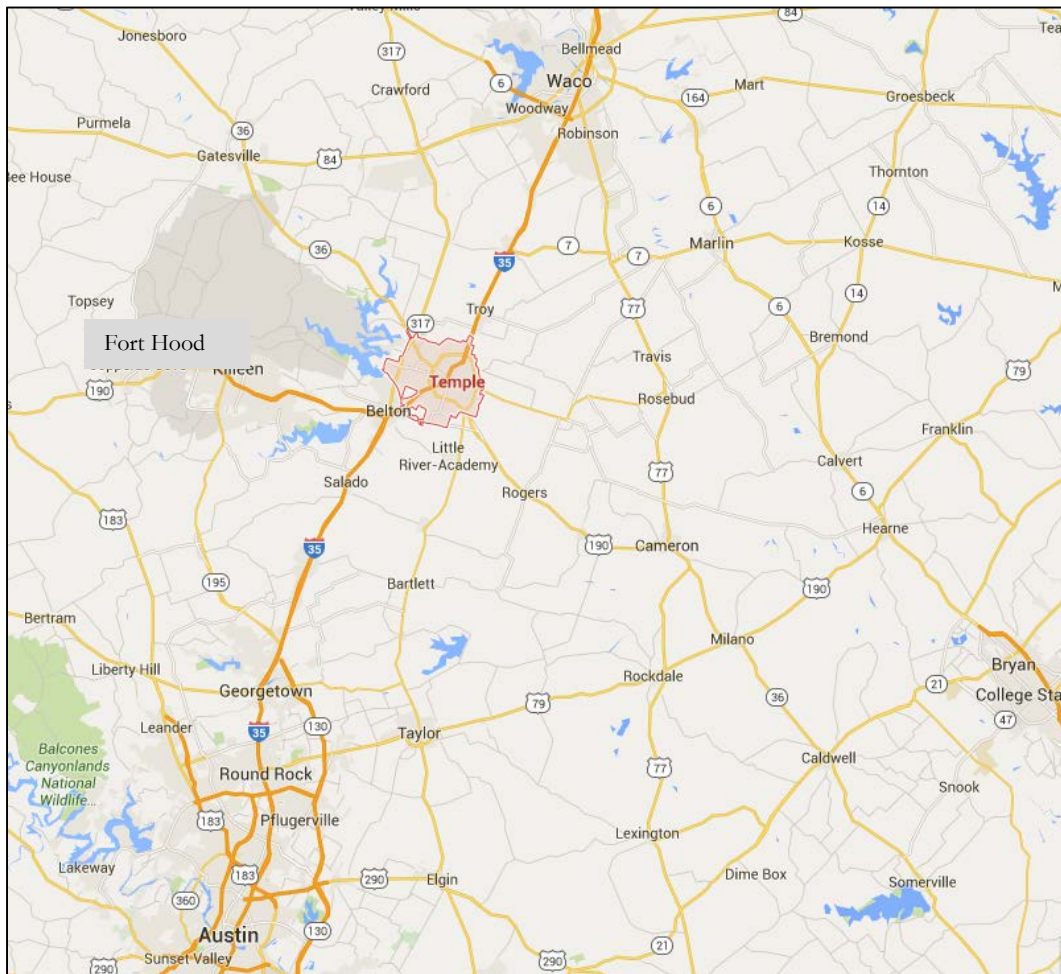 Valley Mills
84
Jonesboro
317
Bellmead
Tea
Crawford
Waco
6
Mart
164
Groesbeck
Woodway
Purmela
36
Robinson
Gatesville
84
Thornton
Bee House
6
14
36
7
Marlin
Kosse
35
7
Topsey
Troy
M
77
6
14
317
Bremond
Fort Hood
Travis
Killeen
79
190
Temple
Rosebud
Belton
Franklin
Little
River-Academy
Calvert
77
Salado
6
Rogers
183
Hearne
35
190
Cameron
195
Bartlett
190
Bertram
Milano
Liberty Hill
Bryan
Rockdale
21
Georgetown
36
College Sta
79
47
Leander
130
35
Taylor
Balcones
Canyonlands
National
Wildlife...
Caldwell
77
Round Rock
Snook
183
Pflugerville
Lexington
Lakeway
183
290
Elgin
Dime Box
Somerville
360
130
Austin
21
Sunset Valley
290
290